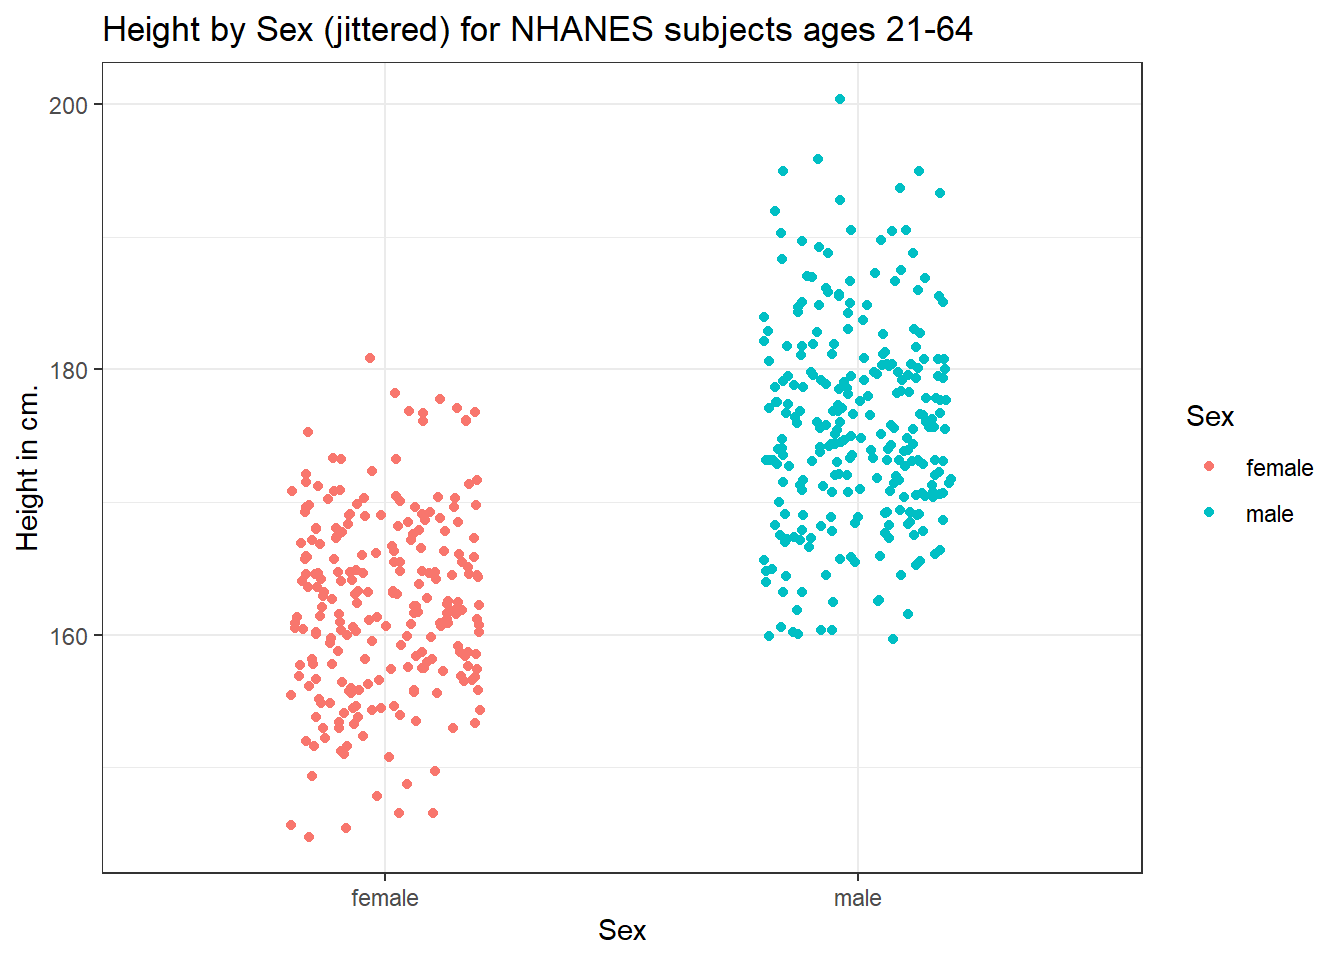 Height by Sex (jittered) for NHANES subjects ages 21-64
Height in cm.
200
180
160
female
male
Sex
Sex
female
male